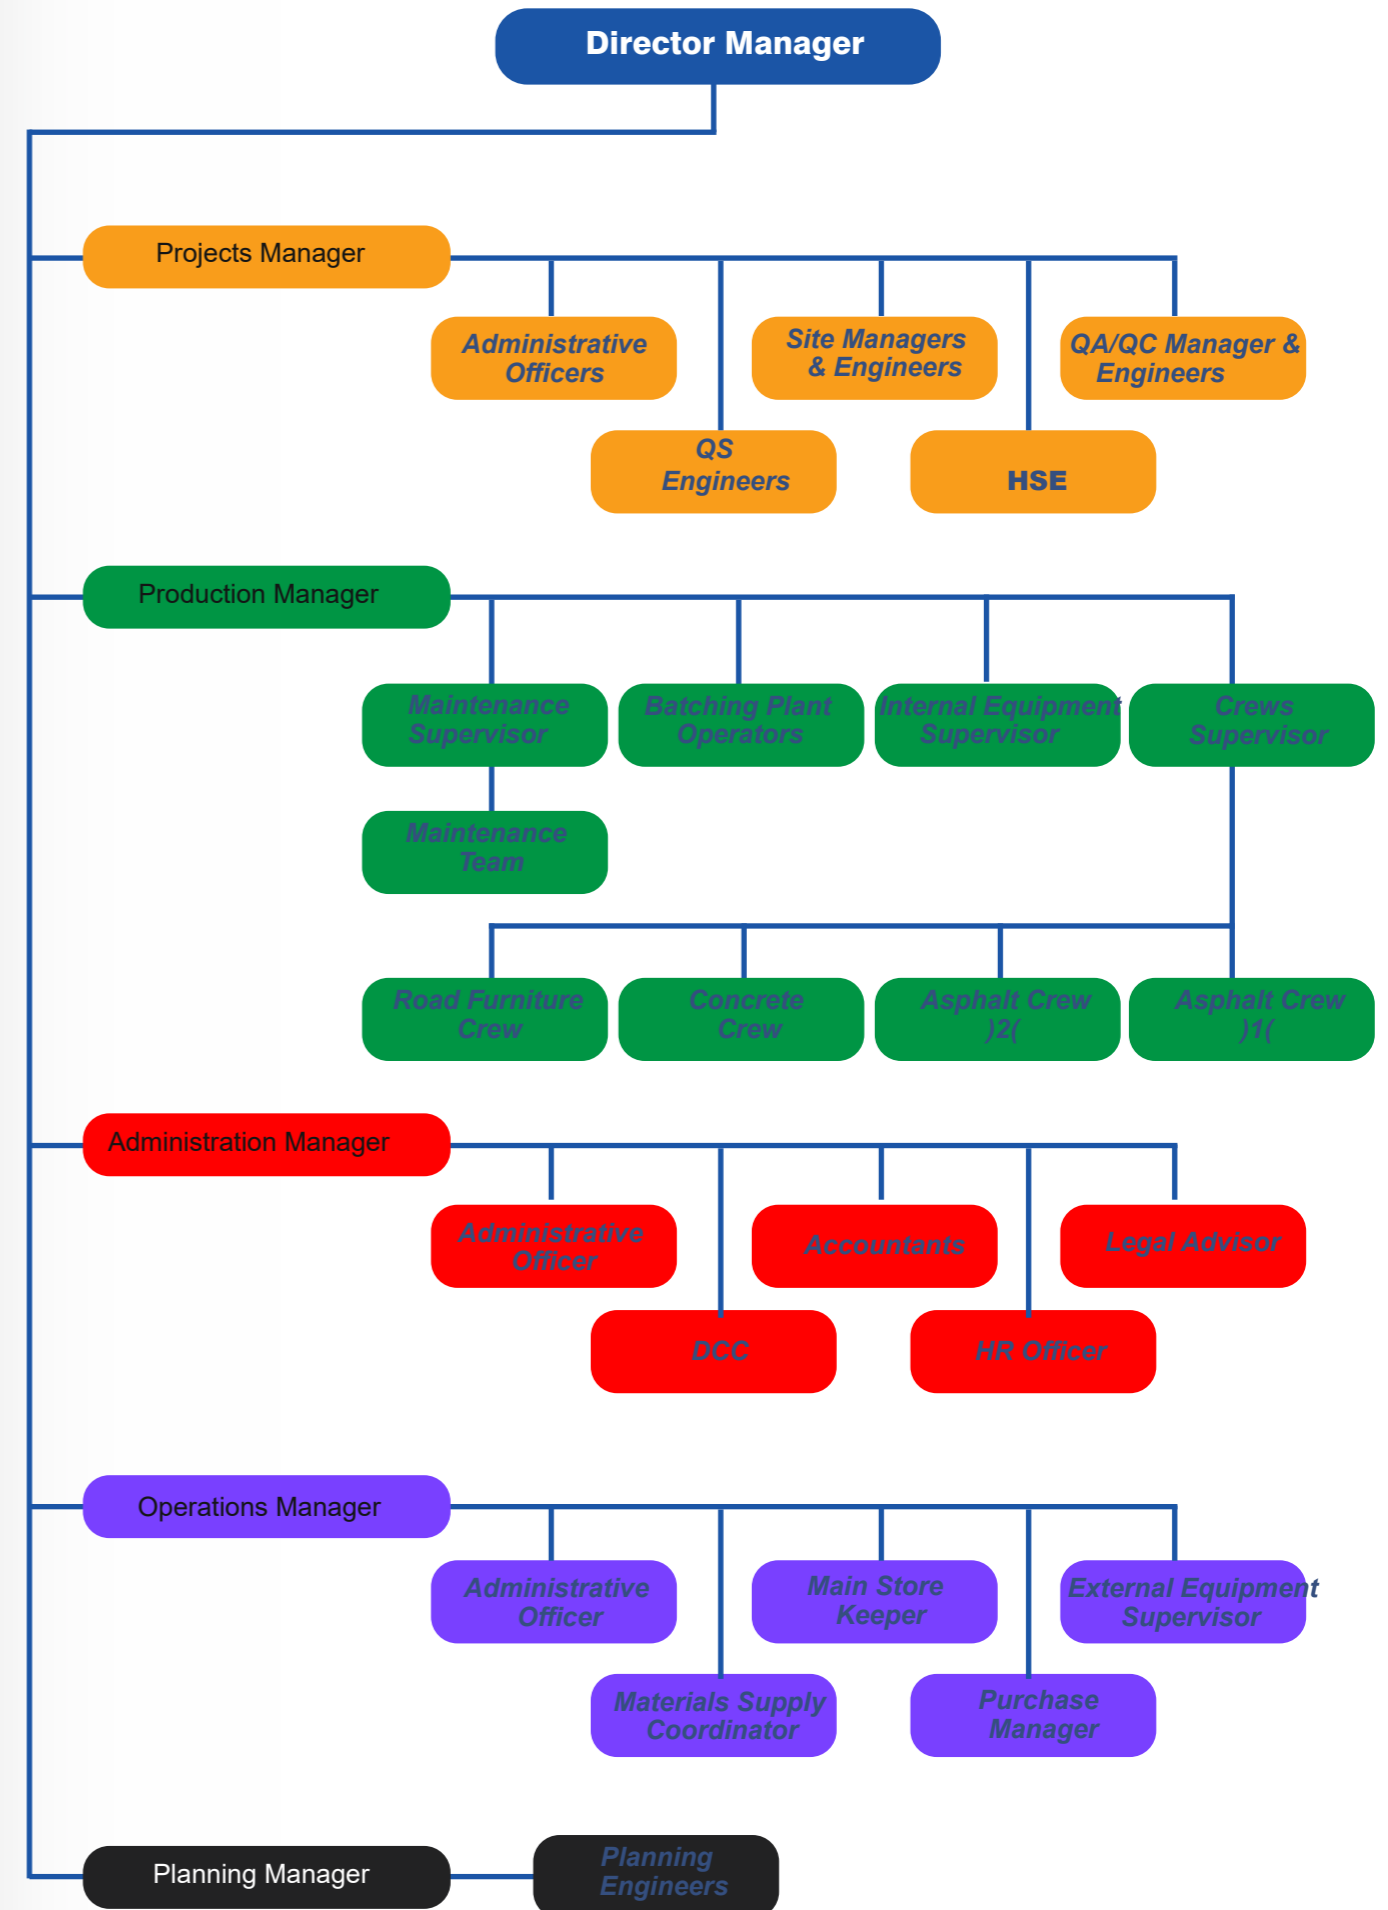 Director Manager
Projects Manager
Administrative
Officers
Site Managers
& Engineers
QA/QC Manager &
Engineers
QS
Engineers
HSE
Production Manager
Maintenance
Supervisor
Batching Plant
Operators
Internal Equipment
Supervisor
Crews
Supervisor
Maintenance
Team
Road Furniture
Crew
Concrete
Crew
Asphalt Crew
)2(
Asphalt Crew
)1(
Administration Manager
Administrative
Officer
Accountants
Legal Advisor
DCC
HR Officer
Operations Manager
Administrative
Officer
Main Store
Keeper
External Equipment
Supervisor
Materials Supply
Coordinator
Purchase
Manager
Planning Manager
Planning
Engineers